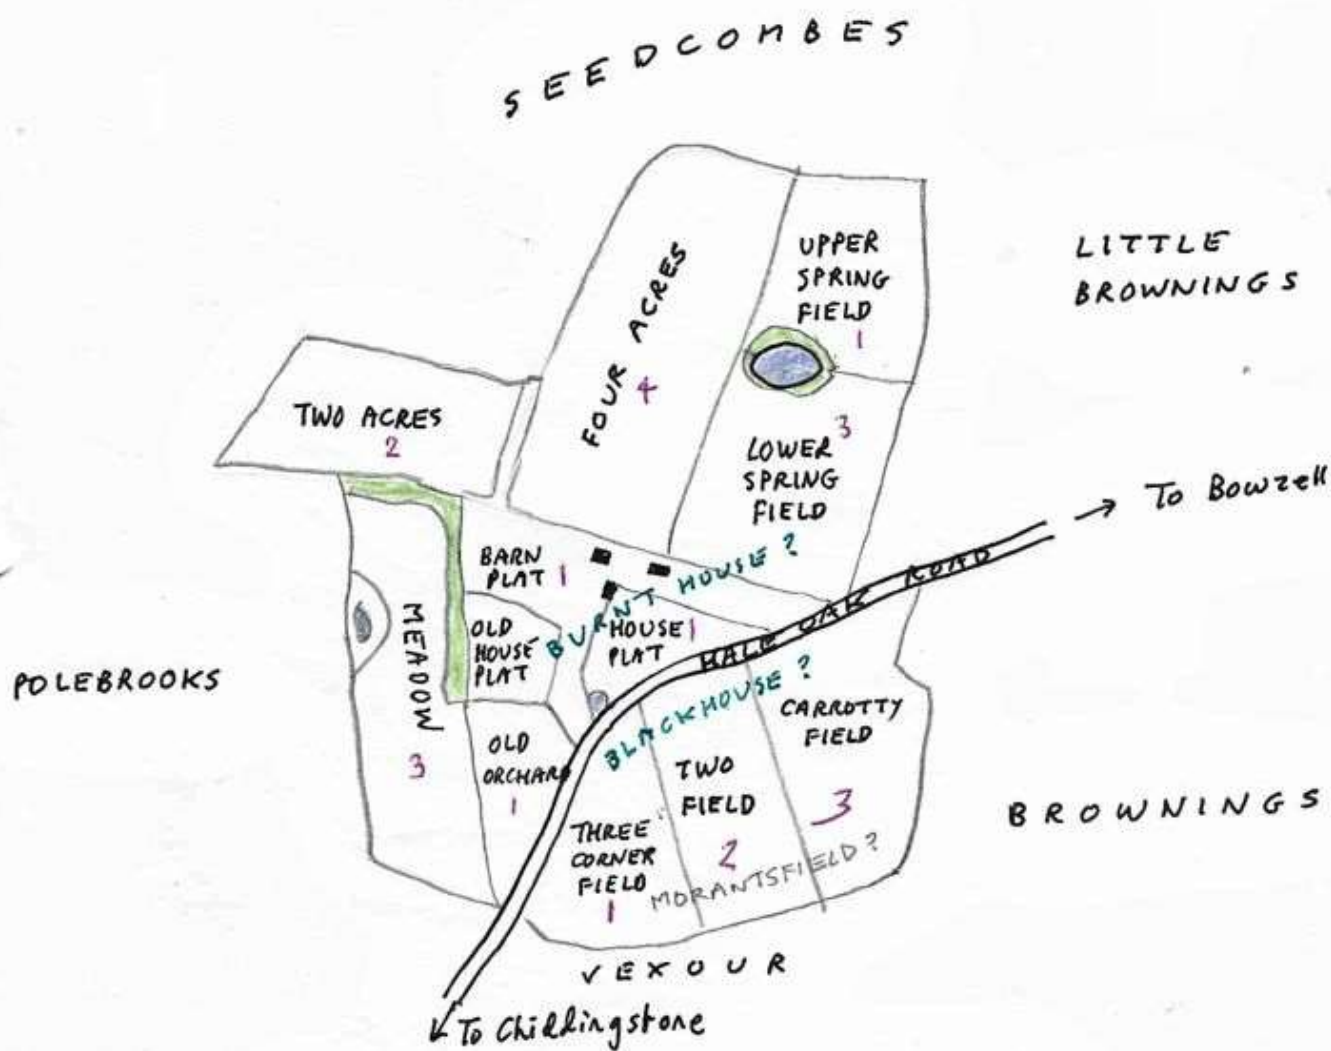 SEEDCOMBES
UPPER
SPRING
FIELD
1
LITTLE
BROWNINGS
FOUR ACRES
4
TWO ACRES
2
3
LOWER
SPRING
FIELD
To Bowzell
BARN
PLAT 1
BURNT HOUSE ?
HALE OAK ROAD
MEADOW
3
OLD
HOUSE
PLAT
HOUSE 1
PLAT
POLEBROOKS
BLACKHOUSE ?
CARROTTY
FIELD
3
OLD
ORCHARD
1
TWO
FIELD
2
BROWNINGS
THREE
CORNER
FIELD
1
MORANTSFIELD ?
VEXOUR
To Chiddingstone